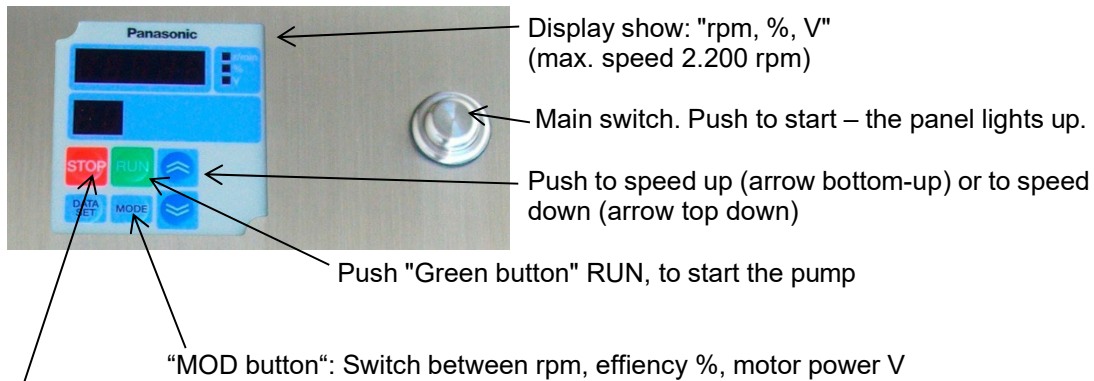 Panasonic
%
V
STOP RUN
DATA
SET
MODE
Display show: "rpm, %, V"
(max. speed 2.200 rpm)
Main switch. Push to start – the panel lights up.
Push to speed up (arrow bottom-up) or to speed
down (arrow top down)
Push "Green button" RUN, to start the pump
“MOD button“: Switch between rpm, effiency %, motor power V